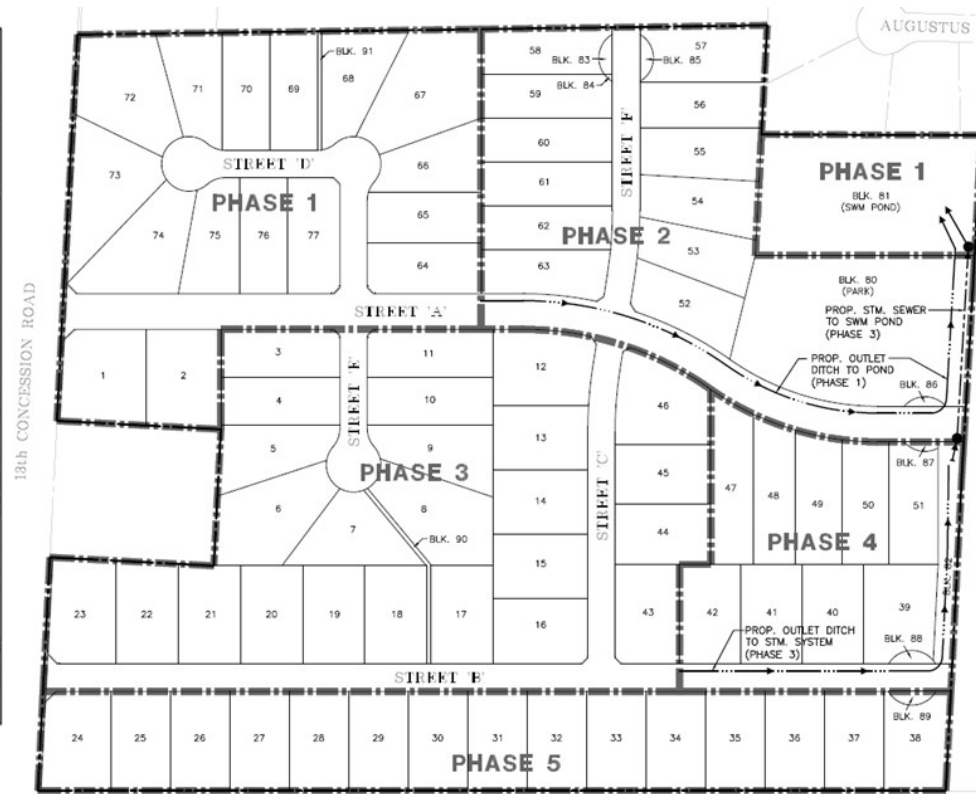 AUGUSTUS
BLK. 91
58
57
BLK. 83
BLK. 85
BLK. 84
72
71
70
69
68
67
59
56
60
55
STREET 'D'
STREET 'F'
66
73
PHASE 1
61
54
PHASE 1
BLK. 81
(SWM POND)
65
62
PHASE 2
74
75
76
77
64
63
53
52
BLK. 80
(PARK)
PROP. STM. SEWER
TO SWM POND
(PHASE 3)
13th CONCESSION ROAD
STREET 'A'
PROP. OUTLET
DITCH TO POND
(PHASE 1)
BLK. 86
1
2
3
STREET 'E'
11
12
4
10
46
5
9
13
STREET 'C'
45
BLK. 87
PHASE 3
6
8
14
47
48
49
50
51
7
BLK. 90
44
PHASE 4
15
BLK. 82
23
22
21
20
19
18
17
16
43
42
41
40
39
PROP. OUTLET DITCH
TO STM. SYSTEM
(PHASE 3)
BLK. 88
STREET 'B'
BLK. 89
24
25
26
27
28
29
30
31
32
33
34
35
36
37
38
PHASE 5